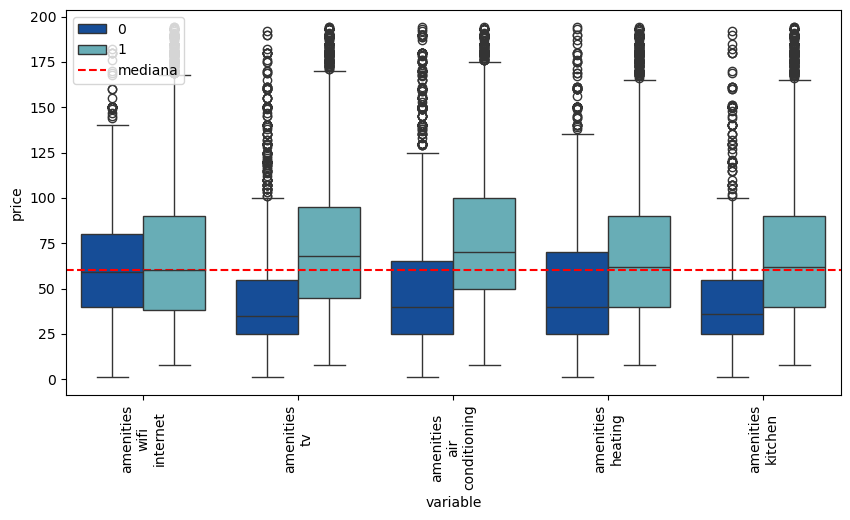 0
1
mediana
200
175
150
125
100
75
50
25
0
price
amenities
wifi
internet
amenities
tv
amenities
air
conditioning
amenities
heating
amenities
kitchen
variable